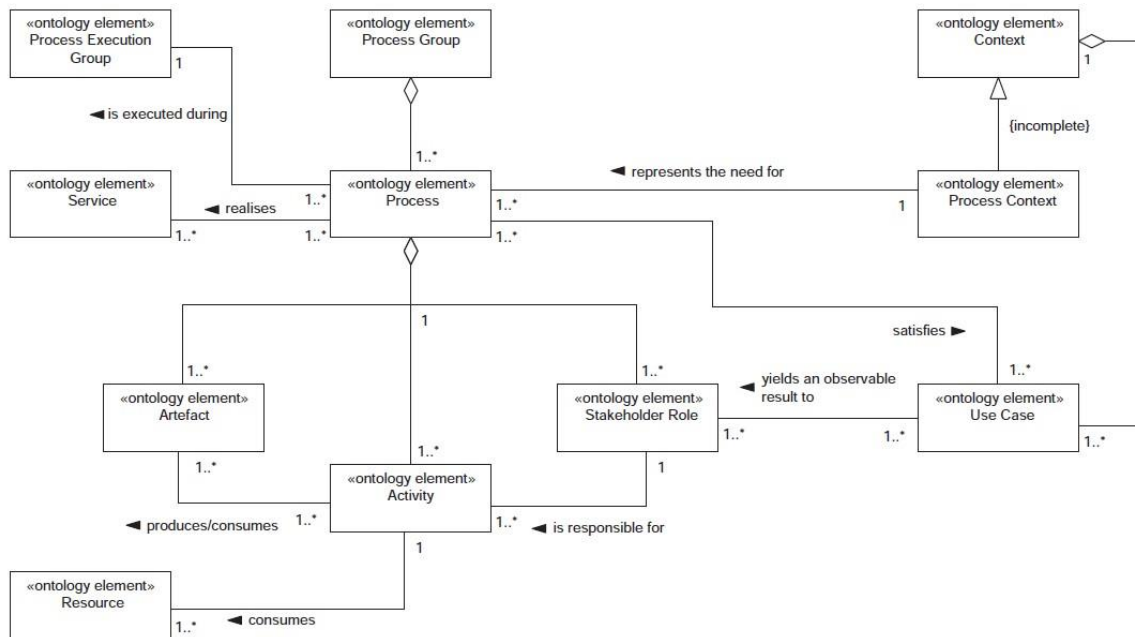 «ontology element»
Process Execution
Group
1
«ontology element»
Process Group
«ontology element»
Context
1
◄ is executed during
{incomplete}
1..*
«ontology element»
Service
1..*
◄ realises
1..*
1..*
«ontology element»
Process
1..*
1..*
◄ represents the need for
1
«ontology element»
Process Context
1
satisfies ►
1..*
«ontology element»
Artefact
1..*
1..*
«ontology element»
Stakeholder Role
1..*
1
◄ yields an observable
result to
1..*
«ontology element»
Use Case
1..*
1..*
1..*
«ontology element»
Activity
1..*
1..*
1
◄ produces/consumes
◄ is responsible for
«ontology element»
Resource
1..*
◄ consumes